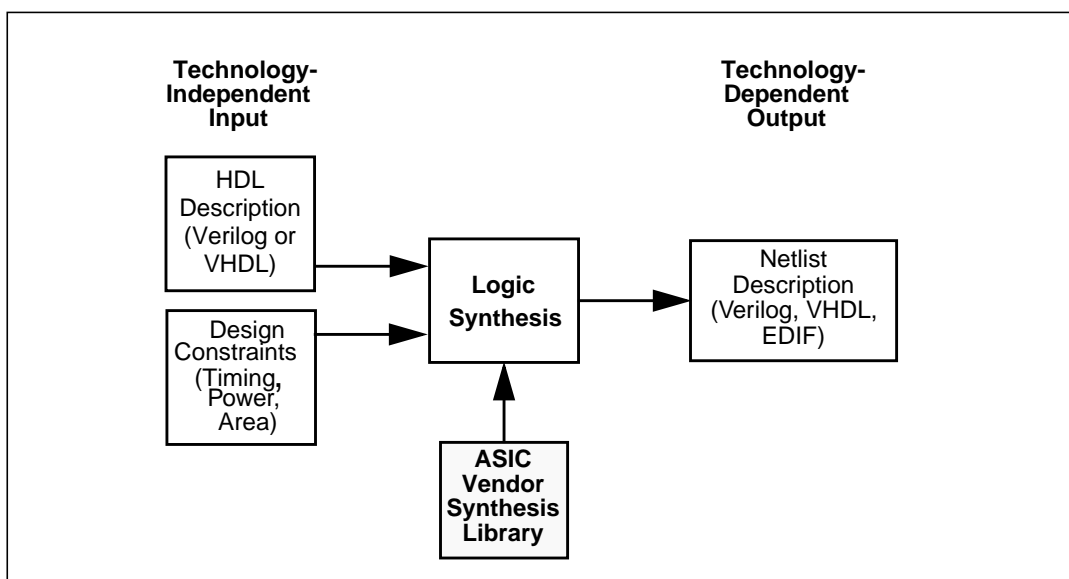 Technology-
Independent
Input
Technology-
Dependent
Output
HDL
Description
(Verilog or
VHDL)
Design
Constraints
(Timing,
Power,
Area)
Logic
Synthesis
ASIC
Vendor
Synthesis
Library
Netlist
Description
(Verilog, VHDL,
EDIF)